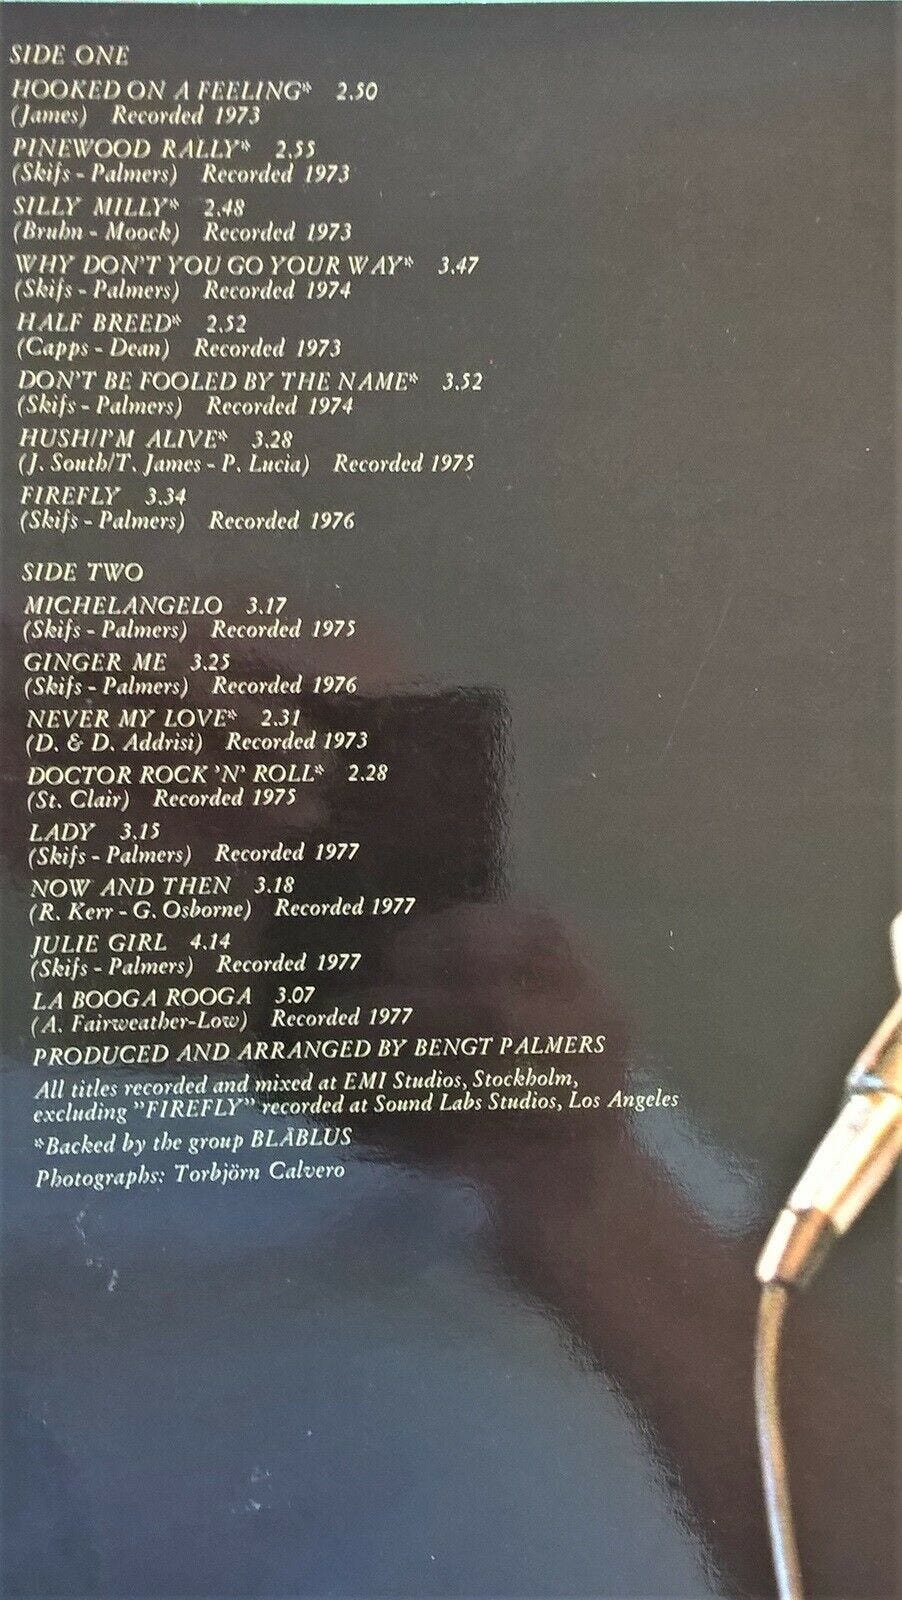 SIDE ONE
HOOKED ON A FEELING* 2.50
(James) Recorded 1973
PINEWOOD RALLY* 2.55
(Skifs - Palmers) Recorded 1973
SILLY MILLY* 2.48
(Bruhn - Moock) Recorded 1973
WHY DON'T YOU GO YOUR WAY* 3.47
(Skifs - Palmers) Recorded 1974
HALF BREED* 2.52
(Capps - Dean) Recorded 1973
DON'T BE FOOLED BY THE NAME* 3.52
(Skifs - Palmers) Recorded 1974
HUSH/I'M ALIVE* 3.28
(J. South/T. James - P. Lucia) Recorded 1975
FIREFLY 3.34
(Skifs - Palmers) Recorded 1976
SIDE TWO
MICHELANGELO 3.17
(Skifs - Palmers) Recorded 1975
GINGER ME 3.25
(Skifs - Palmers) Recorded 1976
NEVER MY LOVE* 2.31
(D. & D. Addrisi) Recorded 1973
DOCTOR ROCK 'N' ROLL* 2.28
(St. Clair) Recorded 1975
LADY 3.15
(Skifs - Palmers) Recorded 1977
NOW AND THEN 3.18
(R. Kerr - G. Osborne) Recorded 1977
JULIE GIRL 4.14
(Skifs - Palmers) Recorded 1977
LA BOOGA ROOGA 3.07
(A. Fairweather-Low) Recorded 1977
PRODUCED AND ARRANGED BY BENGT PALMERS
All titles recorded and mixed at EMI Studios, Stockholm,
excluding "FIREFLY" recorded at Sound Labs Studios, Los Angeles
*Backed by the group BLÅBLUS
Photographs: Torbjörn Calvero